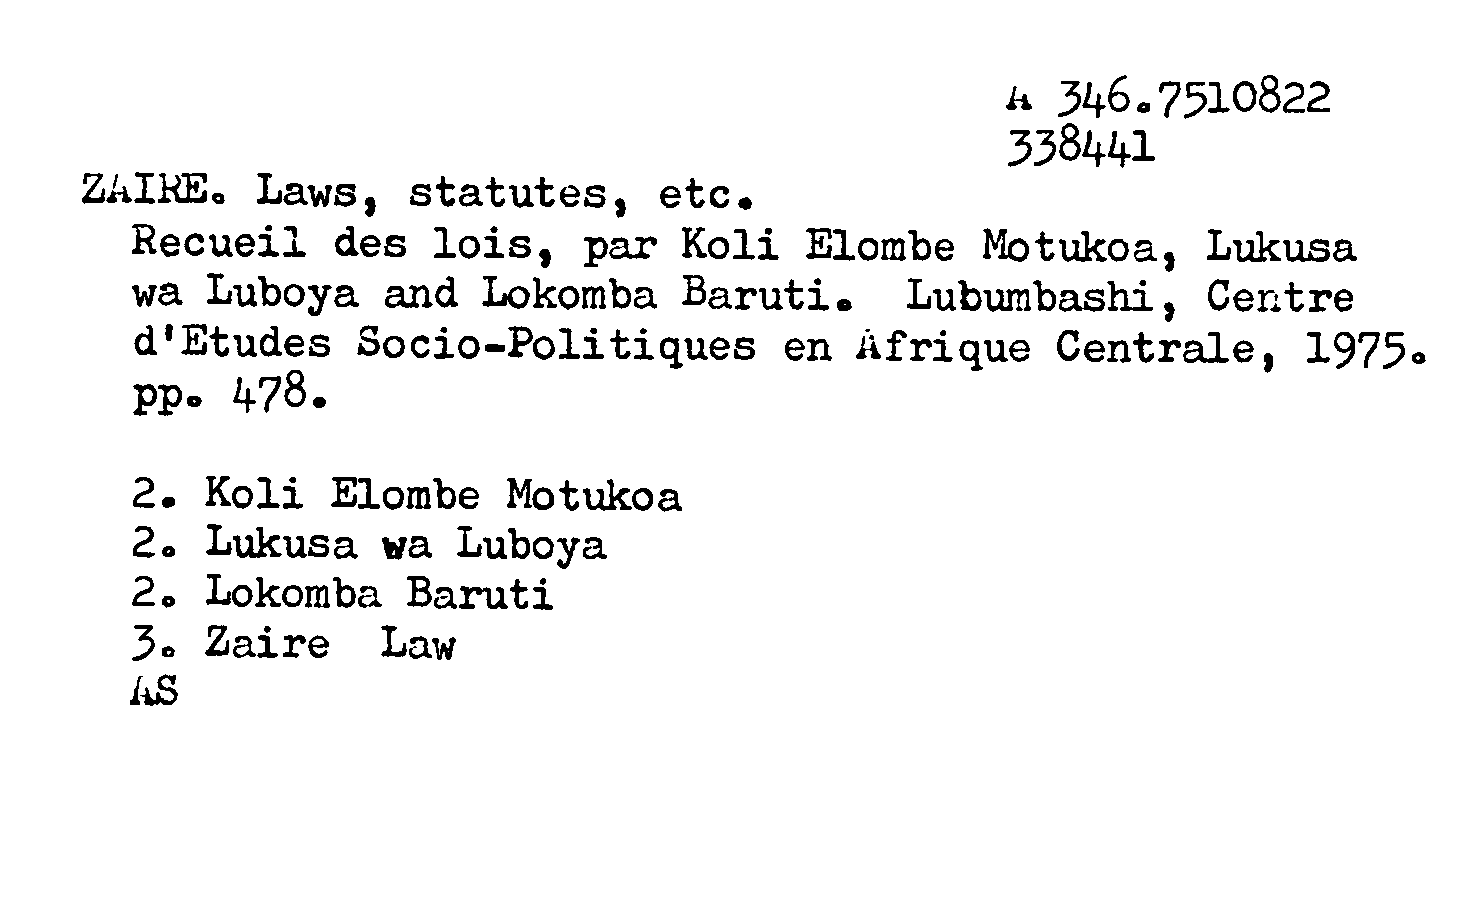 A 346.7510822
338441
ZAIRE. Laws, statutes, etc.
Recueil des lois, par Koli Elombe Motukoa, Lukusa
wa Luboya and Lokomba Baruti. Lubumbashi, Centre
d'Etudes Socio-Politiques en Afrique Centrale, 1975.
pp. 478.
2. Koli Elombe Motukoa
2. Lukusa wa Luboya
2. Lokomba Baruti
3. Zaire Law
AS